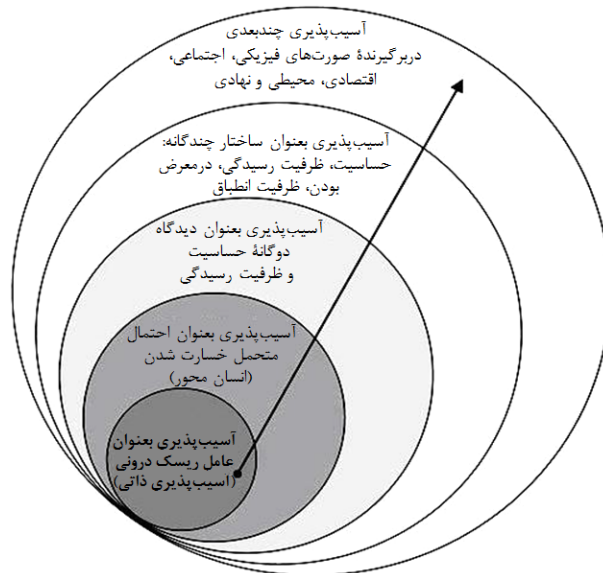 آسیب‌پذیری چندبعدی
دربرگیرندهٔ صورت‌های فیزیکی، اجتماعی،
اقتصادی، محیطی و نهادی
آسیب‌پذیری بعنوان ساختار چندگانه:
حساسیت، ظرفیت رسیدگی، درمعرض
بودن، ظرفیت انطباق
آسیب‌پذیری بعنوان دیدگاه
دوگانهٔ حساسیت
و ظرفیت رسیدگی
آسیب‌پذیری بعنوان احتمال
متحمل خسارت شدن
(انسان محور)
آسیب‌پذیری بعنوان
عامل ریسک درونی
(اسیب‌پذیری ذاتی)